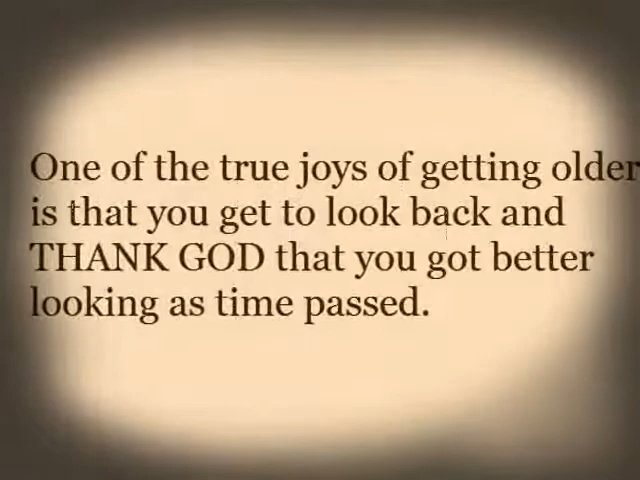 One of the true joys of getting older
is that you get to look back and
THANK GOD that you got better
looking as time passed.